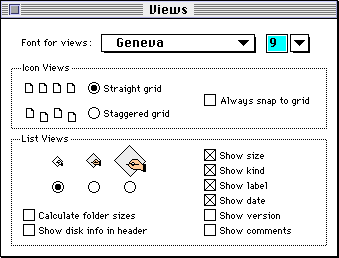 Views
Font for views: Geneva 9
Icon Views
Straight grid
Always snap to grid
Staggered grid
List Views
Show size
Show kind
Show label
Show date
Calculate folder sizes
Show version
Show disk info in header
Show comments